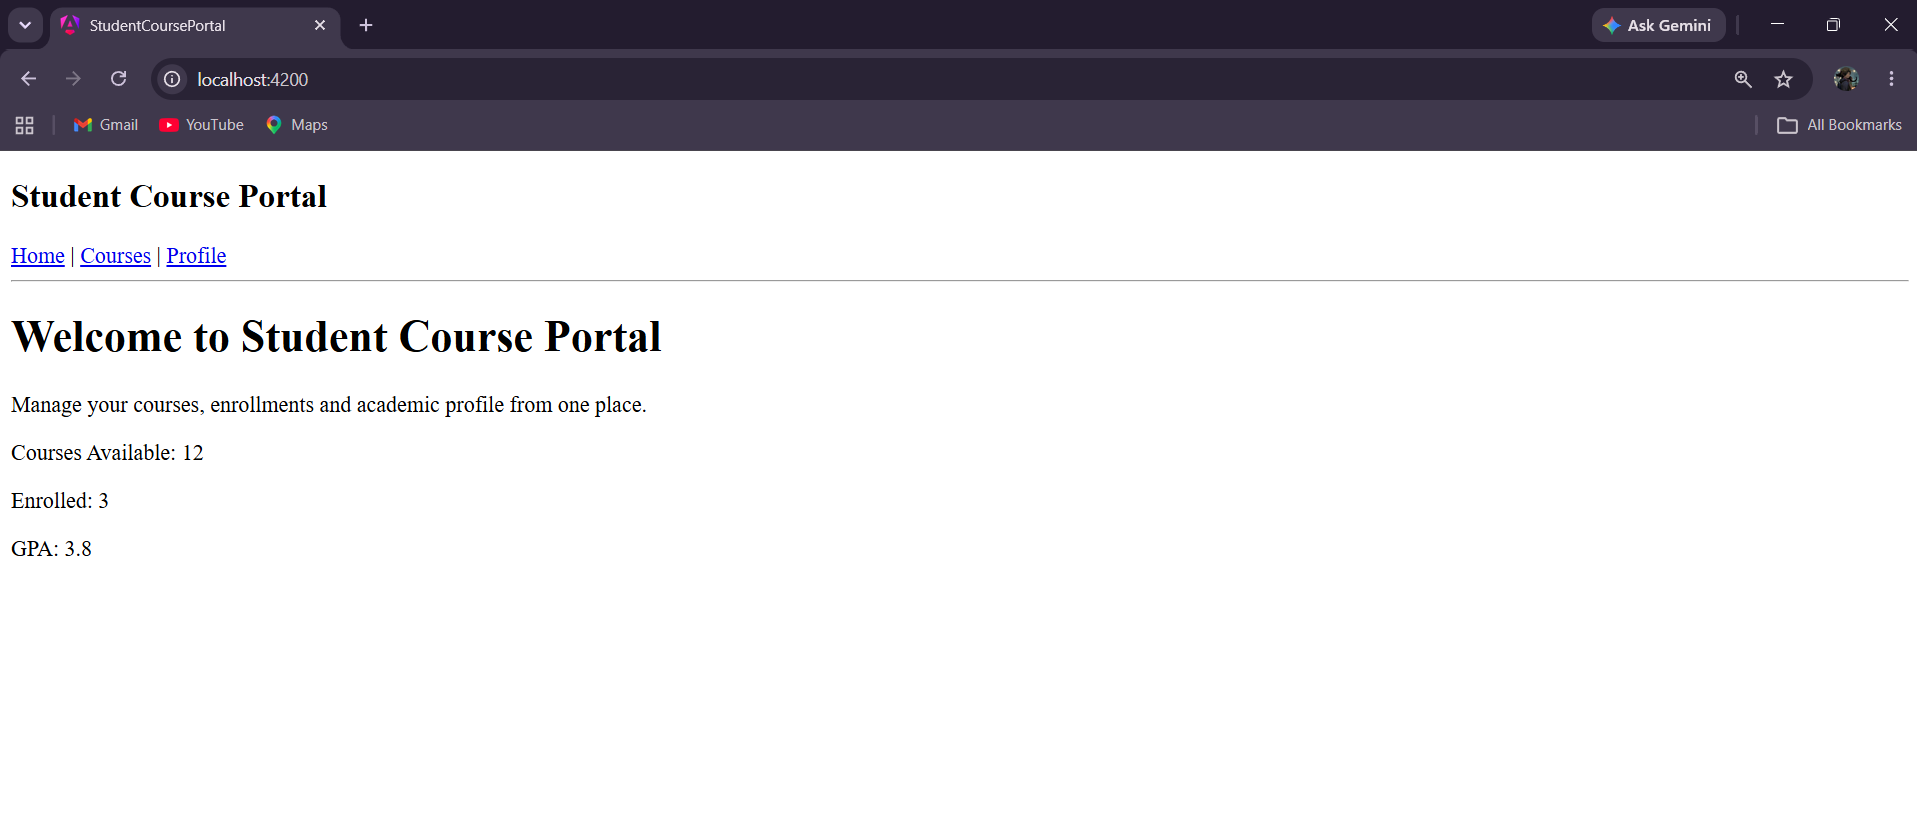 StudentCoursePortal
Ask Gemini
localhost:4200
Gmail YouTube Maps All Bookmarks
Student Course Portal
Home | Courses | Profile
Welcome to Student Course Portal
Manage your courses, enrollments and academic profile from one place.
Courses Available: 12
Enrolled: 3
GPA: 3.8